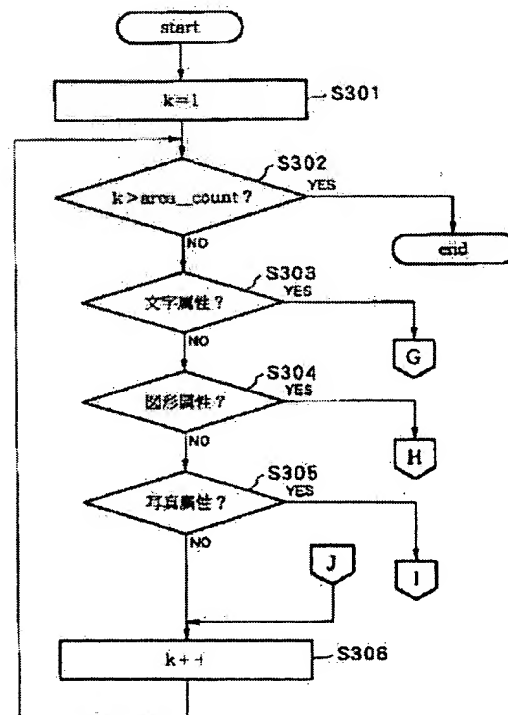 start
k=1
S301
S302
k>area_count?
YES
NO
end
S303
文字属性?
YES
NO
G
S304
図形属性?
YES
NO
H
S305
写真属性?
YES
NO
I
J
k++
S306